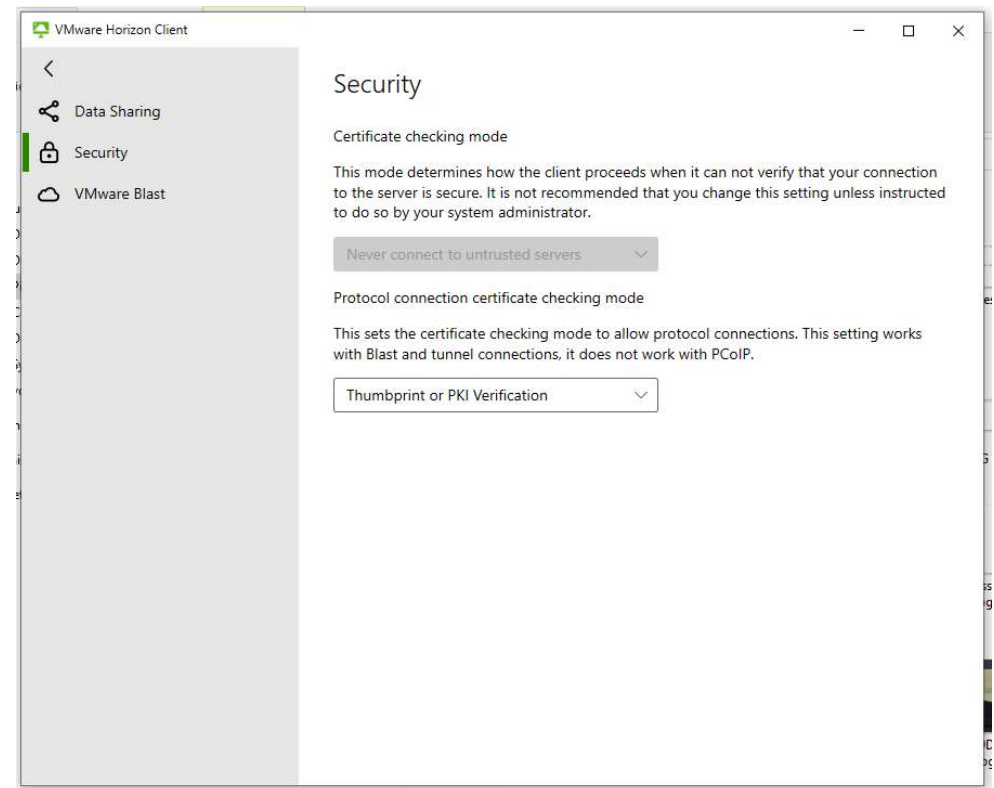 VMware Horizon Client
Data Sharing
Security
VMware Blast
Security
Certificate checking mode
This mode determines how the client proceeds when it can not verify that your connection
to the server is secure. It is not recommended that you change this setting unless instructed
to do so by your system administrator.
Never connect to untrusted servers
Protocol connection certificate checking mode
This sets the certificate checking mode to allow protocol connections. This setting works
with Blast and tunnel connections, it does not work with PCoIP.
Thumbprint or PKI Verification